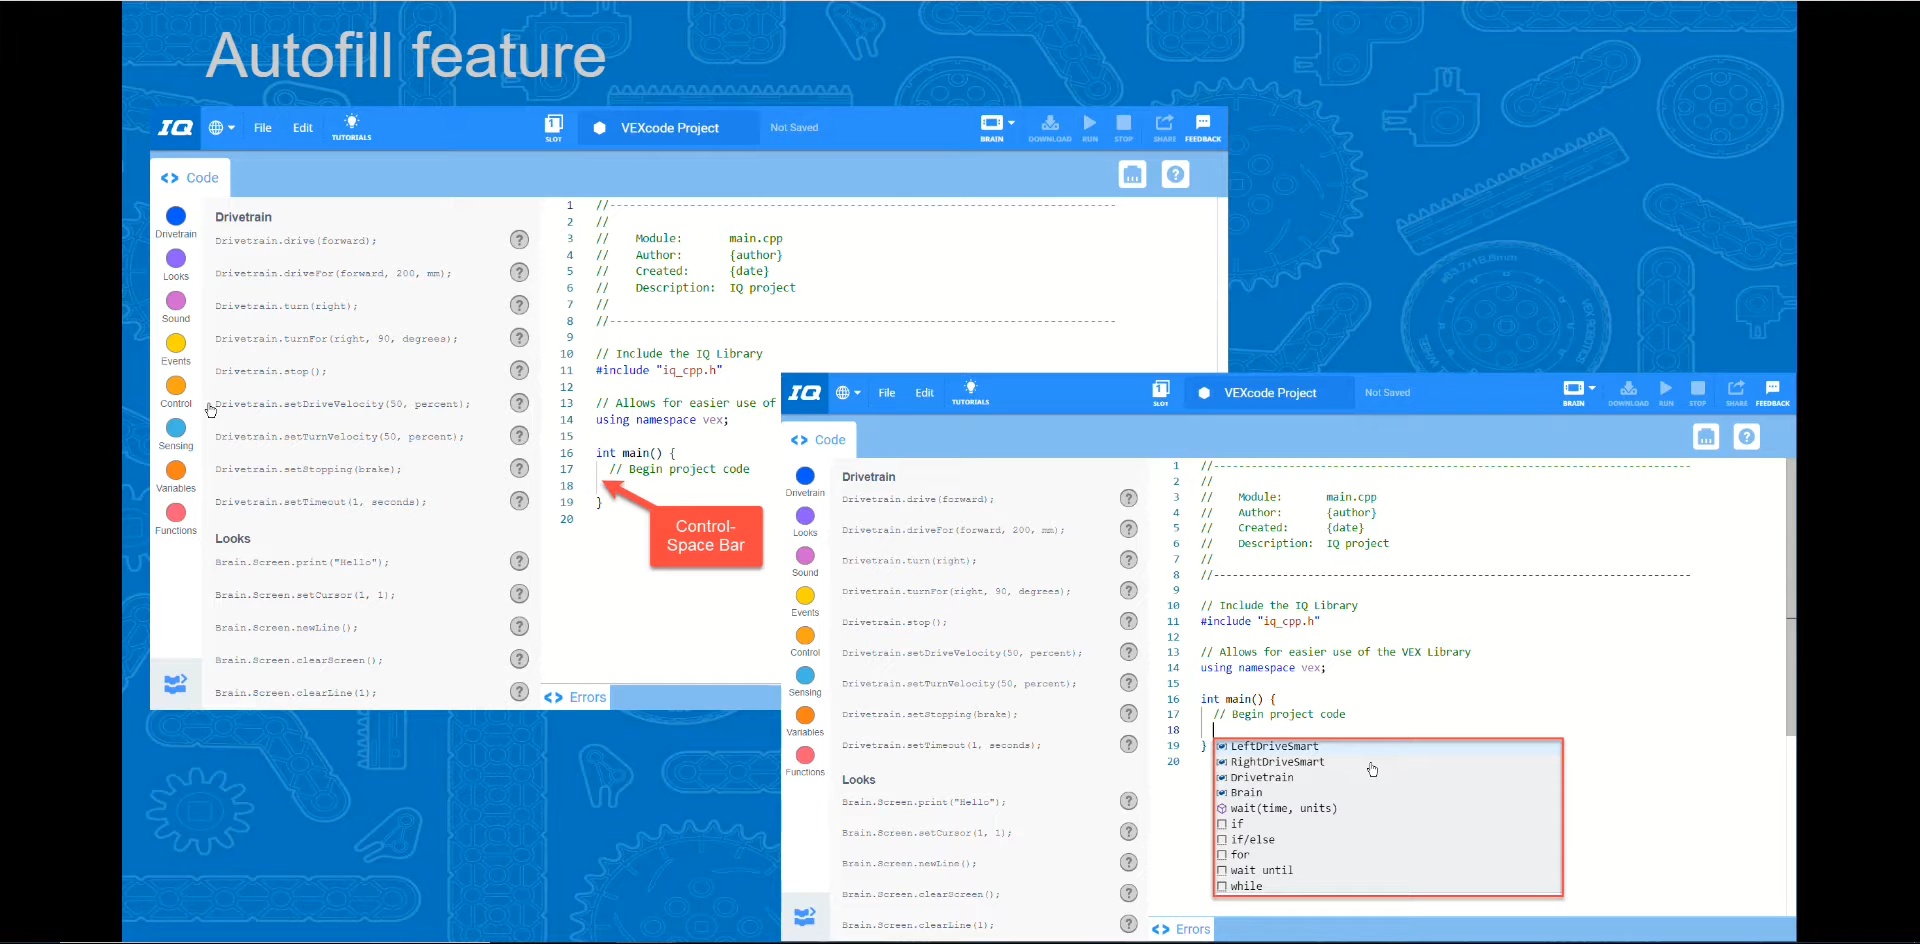 Autofill feature
IQ
File
Edit
TUTORIALS
1
SLOT
VEXcode Project
Not Saved
BRAIN
DOWNLOAD
RUN
STOP
SHARE
FEEDBACK
<> Code
?
Drivetrain
Looks
Sound
Events
Control
Sensing
Variables
Functions
Drivetrain
Drivetrain.drive(forward); ?
Drivetrain.driveFor(forward, 200, mm); ?
Drivetrain.turn(right); ?
Drivetrain.turnFor(right, 90, degrees); ?
Drivetrain.stop(); ?
Drivetrain.setDriveVelocity(50, percent); ?
Drivetrain.setTurnVelocity(50, percent); ?
Drivetrain.setStopping(brake); ?
Drivetrain.setTimeout(1, seconds); ?
Looks
Brain.Screen.print("Hello"); ?
Brain.Screen.setCursor(1, 1); ?
Brain.Screen.newLine(); ?
Brain.Screen.clearScreen(); ?
Brain.Screen.clearLine(1); ?
1 //-----------------------------------------------------------------------------
2 //
3 // Module: main.cpp
4 // Author: {author}
5 // Created: {date}
6 // Description: IQ project
7 //
8 //-----------------------------------------------------------------------------
9
10 // Include the IQ Library
11 #include "iq_cpp.h"
12
13 // Allows for easier use of
14 using namespace vex;
15
16 int main() {
17 // Begin project code
18
19 }
20
Control-
Space Bar
<> Errors
IQ
File
Edit
TUTORIALS
1
SLOT
VEXcode Project
Not Saved
BRAIN
DOWNLOAD
RUN
STOP
SHARE
FEEDBACK
<> Code
?
Drivetrain
Looks
Sound
Events
Control
Sensing
Variables
Functions
Drivetrain
Drivetrain.drive(forward); ?
Drivetrain.driveFor(forward, 200, mm); ?
Drivetrain.turn(right); ?
Drivetrain.turnFor(right, 90, degrees); ?
Drivetrain.stop(); ?
Drivetrain.setDriveVelocity(50, percent); ?
Drivetrain.setTurnVelocity(50, percent); ?
Drivetrain.setStopping(brake); ?
Drivetrain.setTimeout(1, seconds); ?
Looks
Brain.Screen.print("Hello"); ?
Brain.Screen.setCursor(1, 1); ?
Brain.Screen.newLine(); ?
Brain.Screen.clearScreen(); ?
Brain.Screen.clearLine(1); ?
1 //-----------------------------------------------------------------------------
2 //
3 // Module: main.cpp
4 // Author: {author}
5 // Created: {date}
6 // Description: IQ project
7 //
8 //-----------------------------------------------------------------------------
9
10 // Include the IQ Library
11 #include "iq_cpp.h"
12
13 // Allows for easier use of the VEX Library
14 using namespace vex;
15
16 int main() {
17 // Begin project code
18
19 }
20
LeftDriveSmart
RightDriveSmart
Drivetrain
Brain
wait(time, units)
if
if/else
for
wait until
while
<> Errors